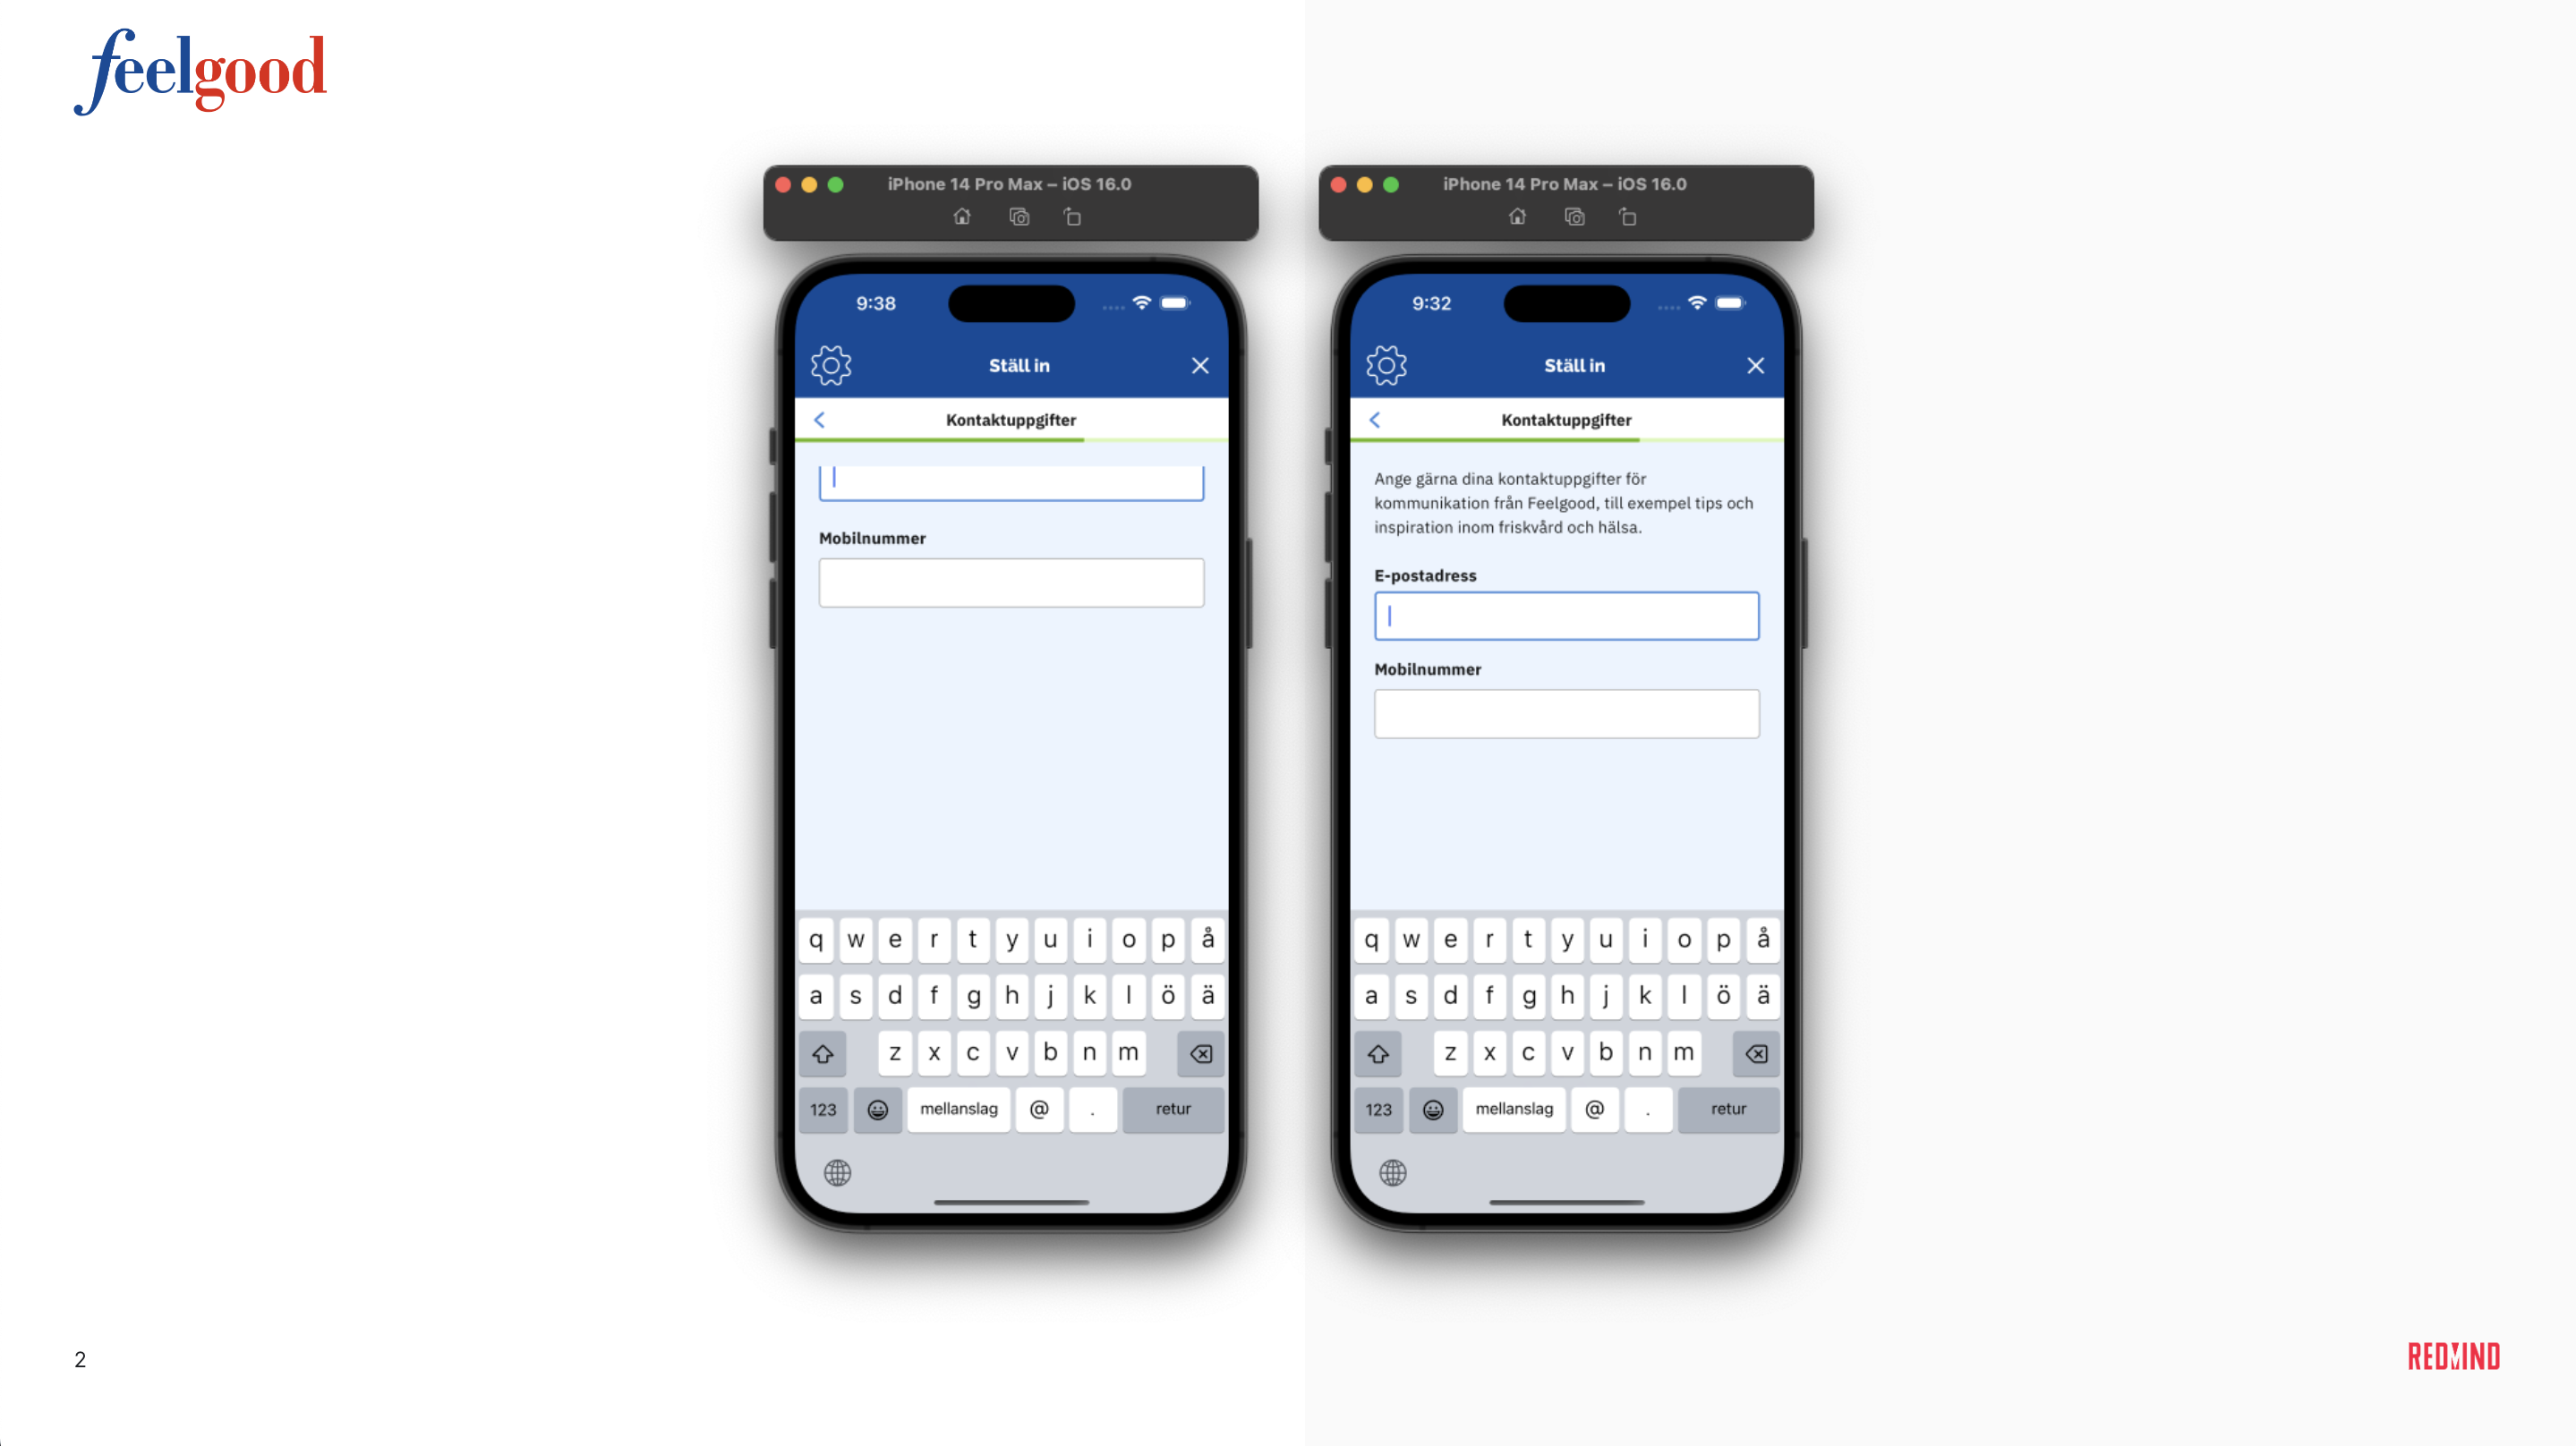 feelgood
iPhone 14 Pro Max – iOS 16.0
9:38
Ställ in
Kontaktuppgifter
Mobilnummer
q w e r t y u i o p å
a s d f g h j k l ö ä
z x c v b n m
123 mellanslag @ . retur
iPhone 14 Pro Max – iOS 16.0
9:32
Ställ in
Kontaktuppgifter
Ange gärna dina kontaktuppgifter för
kommunikation från Feelgood, till exempel tips och
inspiration inom friskvård och hälsa.
E-postadress
Mobilnummer
q w e r t y u i o p å
a s d f g h j k l ö ä
z x c v b n m
123 mellanslag @ . retur
2
REDMIND